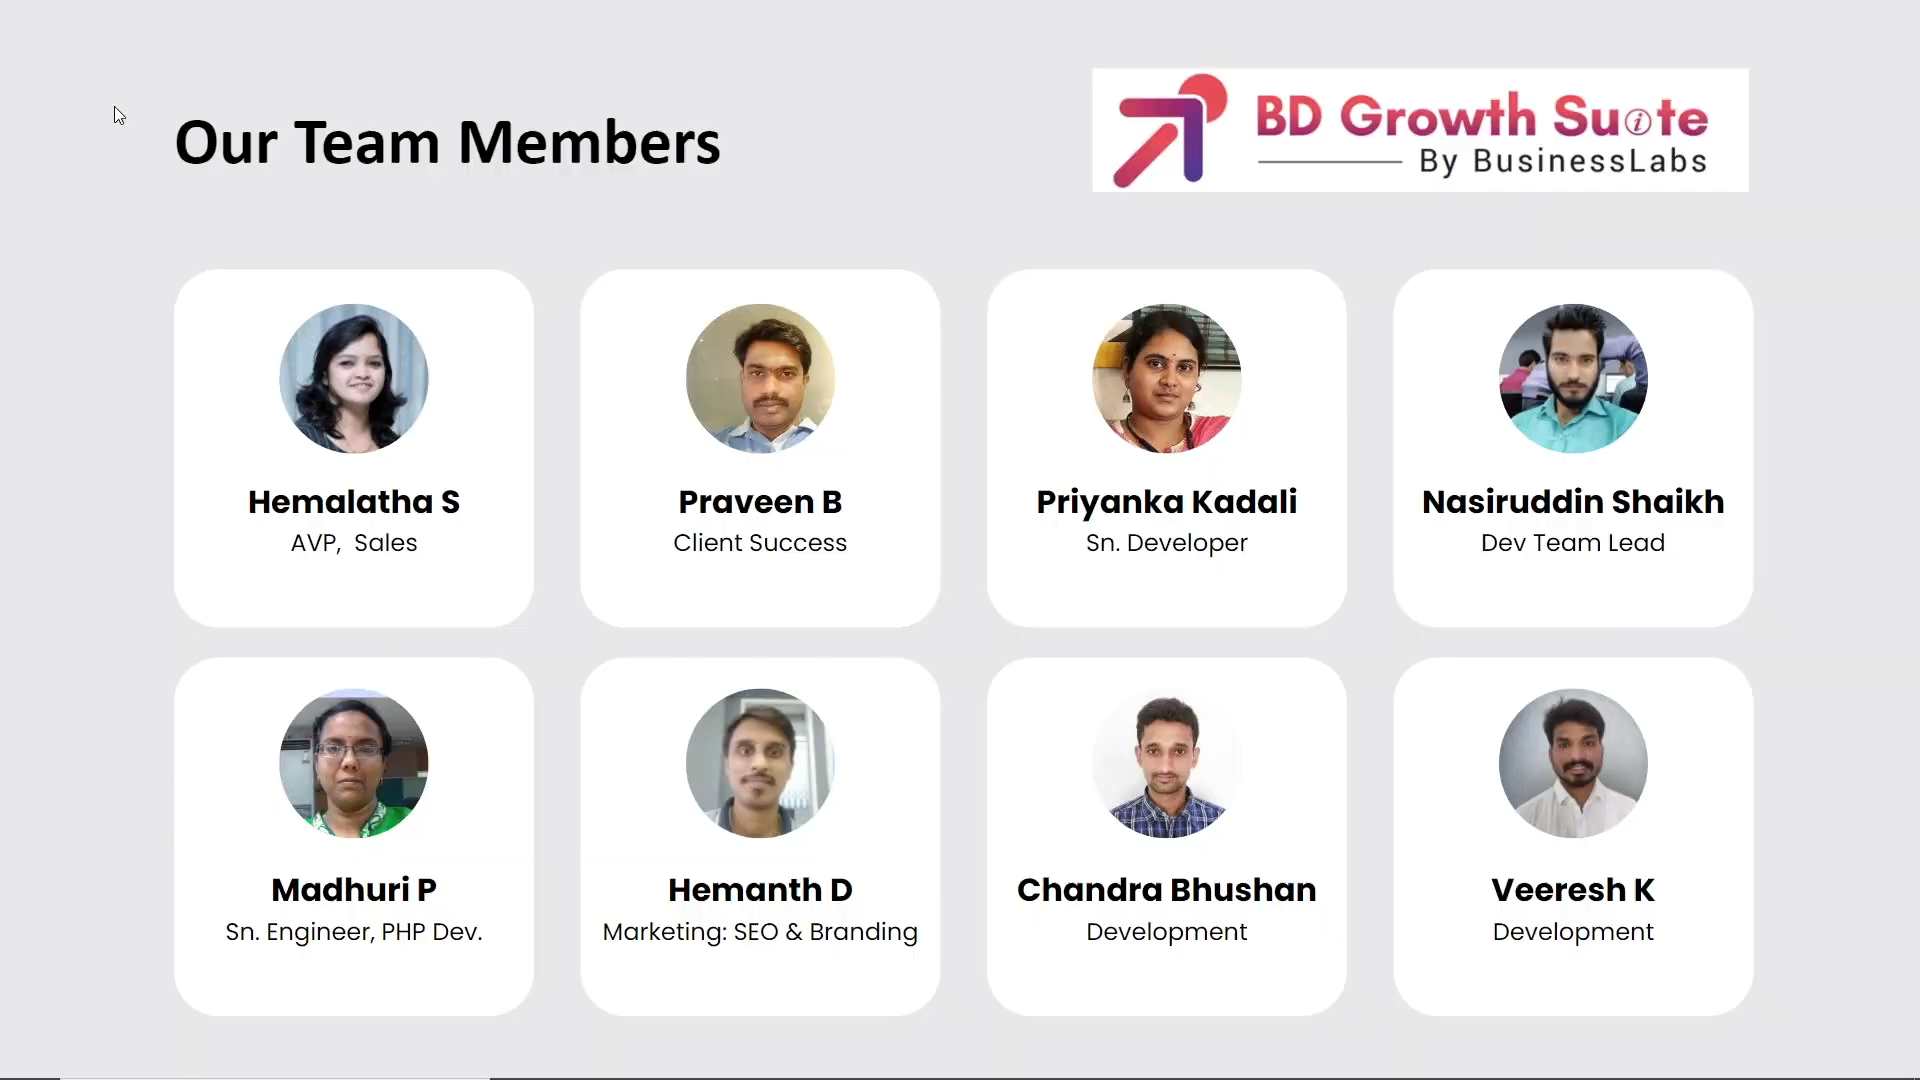 Our Team Members
BD Growth Suite
By BusinessLabs
Hemalatha S
AVP,  Sales
Praveen B
Client Success
Priyanka Kadali
Sn. Developer
Nasiruddin Shaikh
Dev Team Lead
Madhuri P
Sn. Engineer, PHP Dev.
Hemanth D
Marketing: SEO & Branding
Chandra Bhushan
Development
Veeresh K
Development